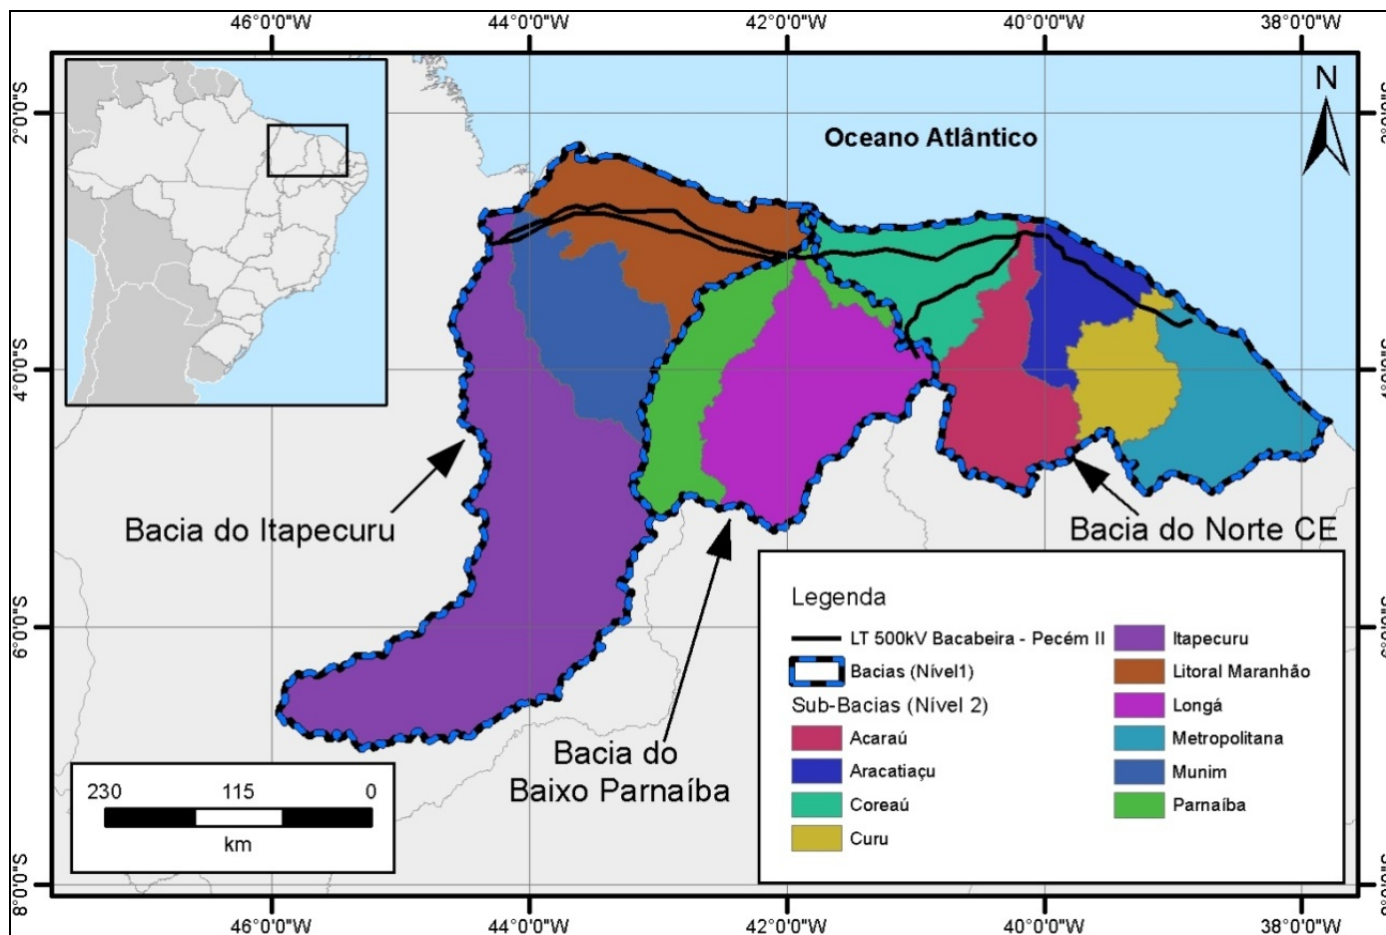 46°0'0"W 44°0'0"W 42°0'0"W 40°0'0"W 38°0'0"W
2°0'0"S
4°0'0"S
6°0'0"S
8°0'0"S
N
Oceano Atlântico
Bacia do Itapecuru
Bacia do
Baixo Parnaíba
Bacia do Norte CE
230 115 0
km
Legenda
LT 500kV Bacabeira - Pecém II
Bacias (Nível1)
Sub-Bacias (Nível 2)
Acaraú
Aracatiaçu
Coreaú
Curu
Itapecuru
Litoral Maranhão
Longá
Metropolitana
Munim
Parnaíba
46°0'0"W 44°0'0"W 42°0'0"W 40°0'0"W 38°0'0"W